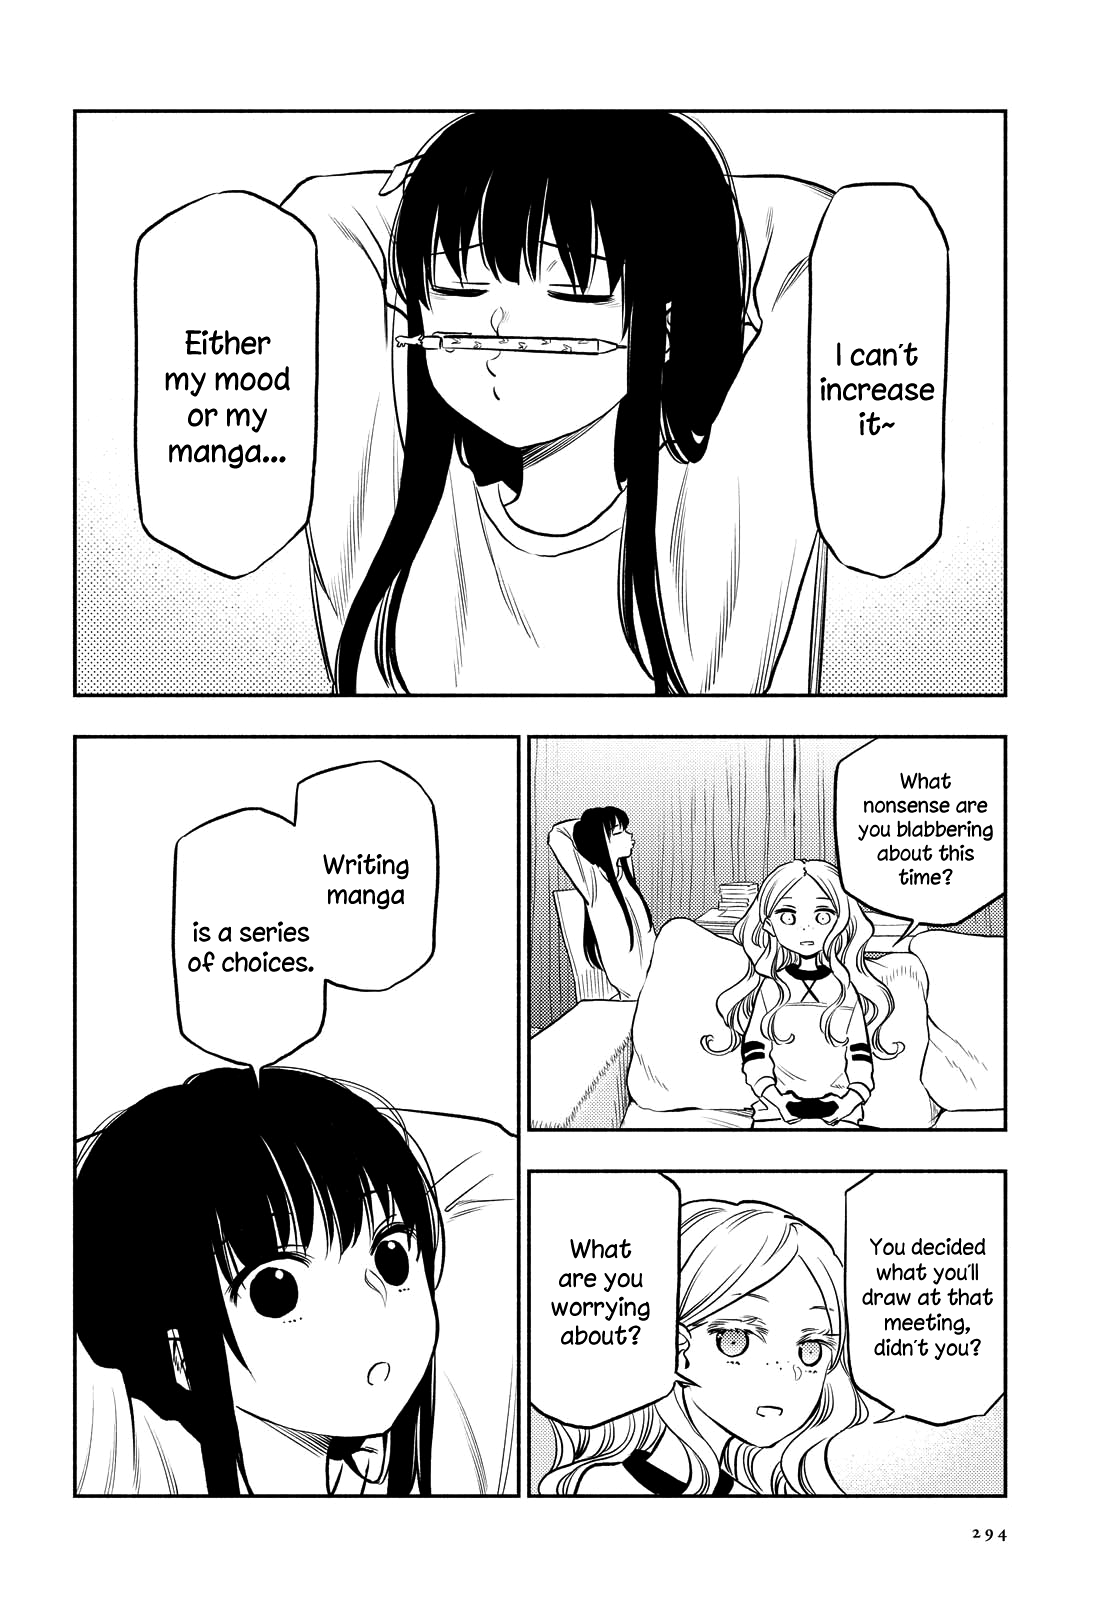 I can't
increase
it~
Either
my mood
or my
manga...
What
nonsense are
you blabbering
about this
time?
You decided
what you'll
draw at that
meeting,
didn't you?
What
are you
worrying
about?
Writing
manga
is a series
of choices.
294